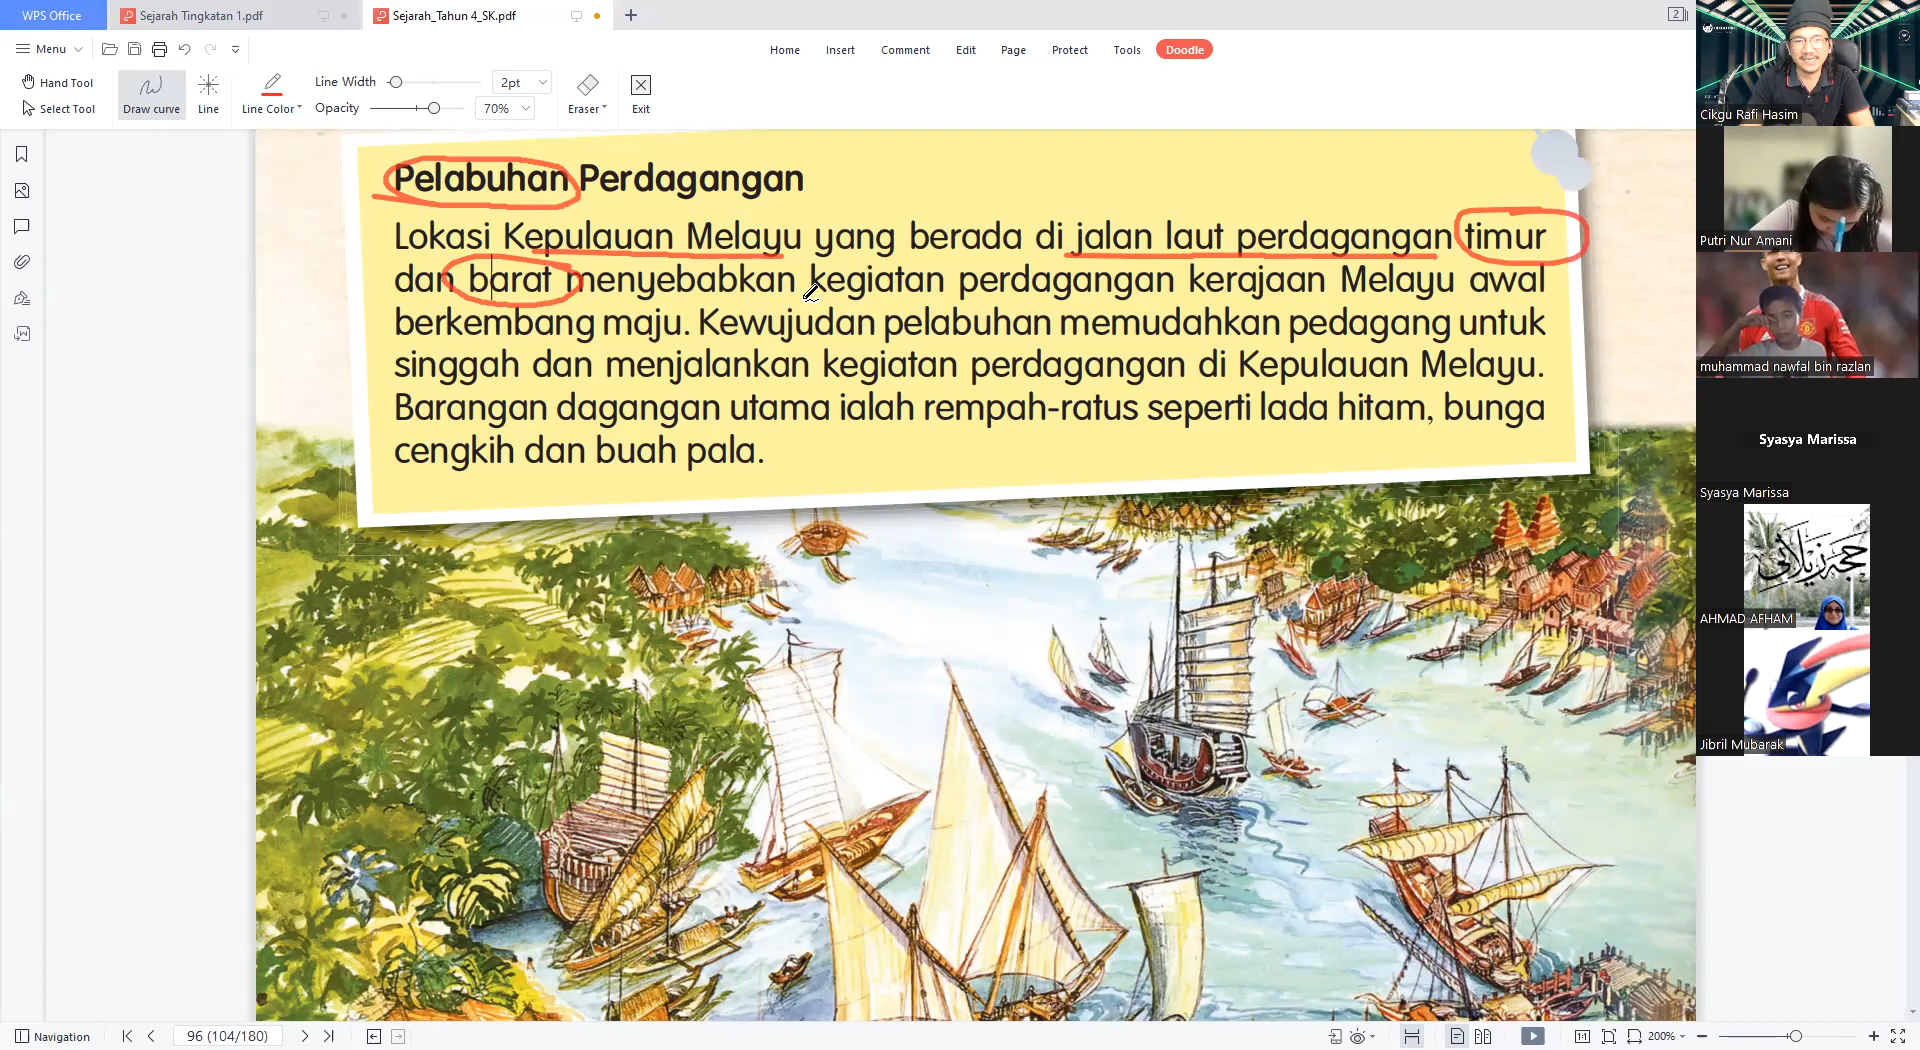 WPS Office
Sejarah Tingkatan 1.pdf
Sejarah_Tahun 4_SK.pdf
2
Menu
Home
Insert
Comment
Edit
Page
Protect
Tools
Doodle
Hand Tool
Select Tool
Draw curve
Line
Line Color
Line Width
2pt
Opacity
70%
Eraser
Exit
Pelabuhan Perdagangan
Lokasi Kepulauan Melayu yang berada di jalan laut perdagangan timur
dan barat menyebabkan kegiatan perdagangan kerajaan Melayu awal
berkembang maju. Kewujudan pelabuhan memudahkan pedagang untuk
singgah dan menjalankan kegiatan perdagangan di Kepulauan Melayu.
Barangan dagangan utama ialah rempah-ratus seperti lada hitam, bunga
cengkih dan buah pala.
Cikgu Rafi Hasim
Putri Nur Amani
muhammad nawfal bin razlan
Syasya Marissa
Syasya Marissa
AHMAD AFHAM
Jibril Mubarak
Navigation
96 (104/180)
1:1
200%